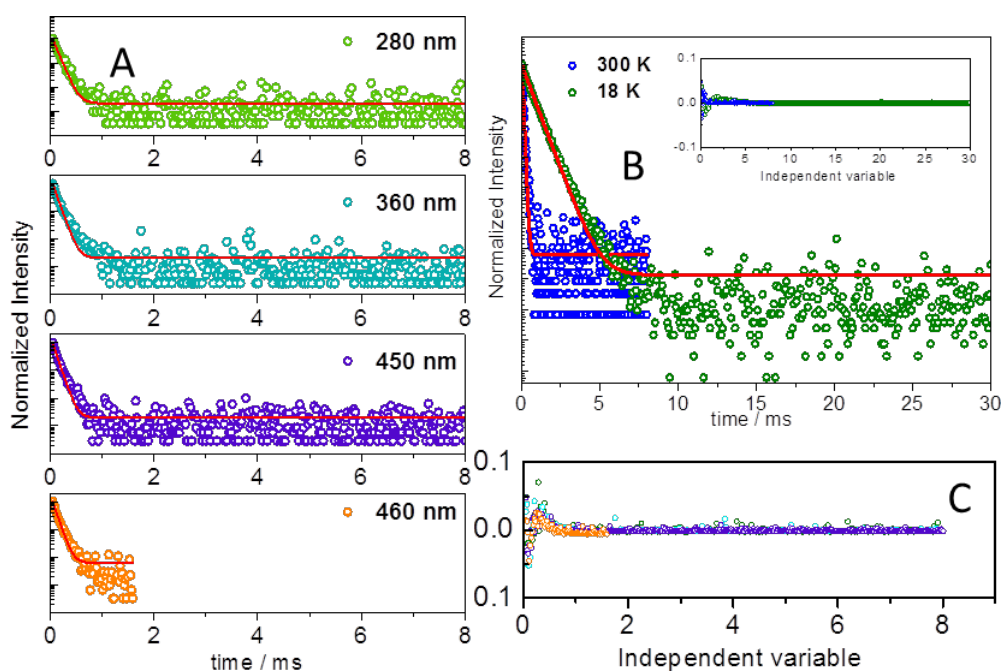 Normalized Intensity
A
280 nm
0 2 4 6 8
360 nm
0 2 4 6 8
450 nm
0 2 4 6 8
460 nm
0 2 4 6 8
time / ms
Normalized Intensity
300 K
18 K
B
0.1
0.0
-0.1
0 5 10 15 20 25 30
Independent variable
0 5 10 15 20 25 30
time / ms
C
0.1
0.0
0.1
0 2 4 6 8
Independent variable